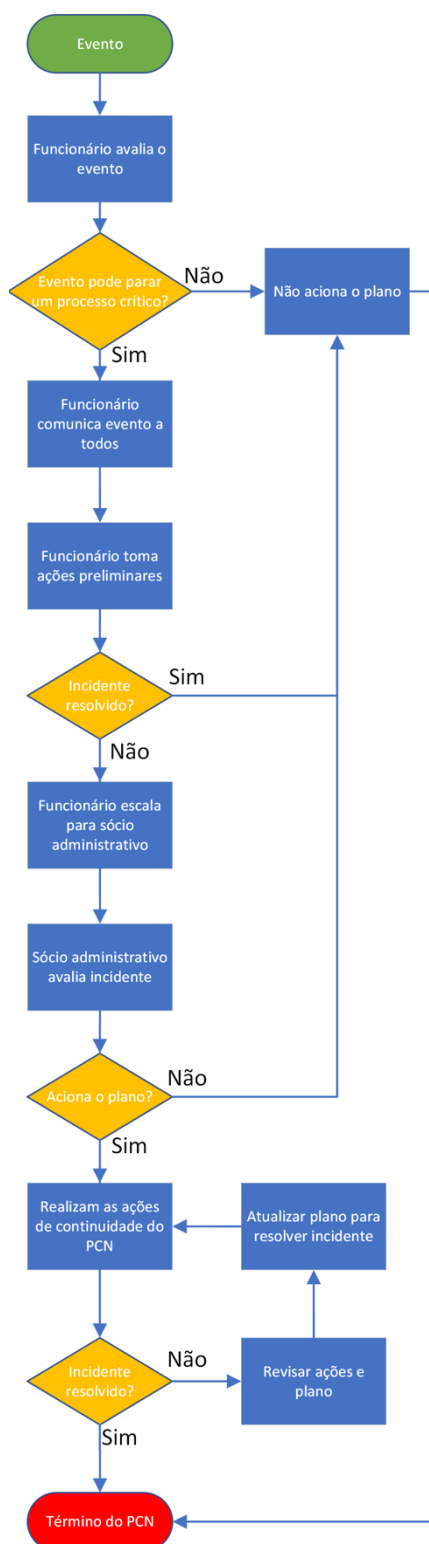 Evento
Funcionário avalia o
evento
Evento pode parar
um processo crítico?
Não
Não aciona o plano
Sim
Funcionário
comunica evento a
todos
Funcionário toma
ações preliminares
Incidente
resolvido?
Sim
Não
Funcionário escala
para sócio
administrativo
Sócio administrativo
avalia incidente
Aciona o plano?
Não
Sim
Realizam as ações
de continuidade do
PCN
Atualizar plano para
resolver incidente
Incidente
resolvido?
Não
Revisar ações e
plano
Sim
Término do PCN